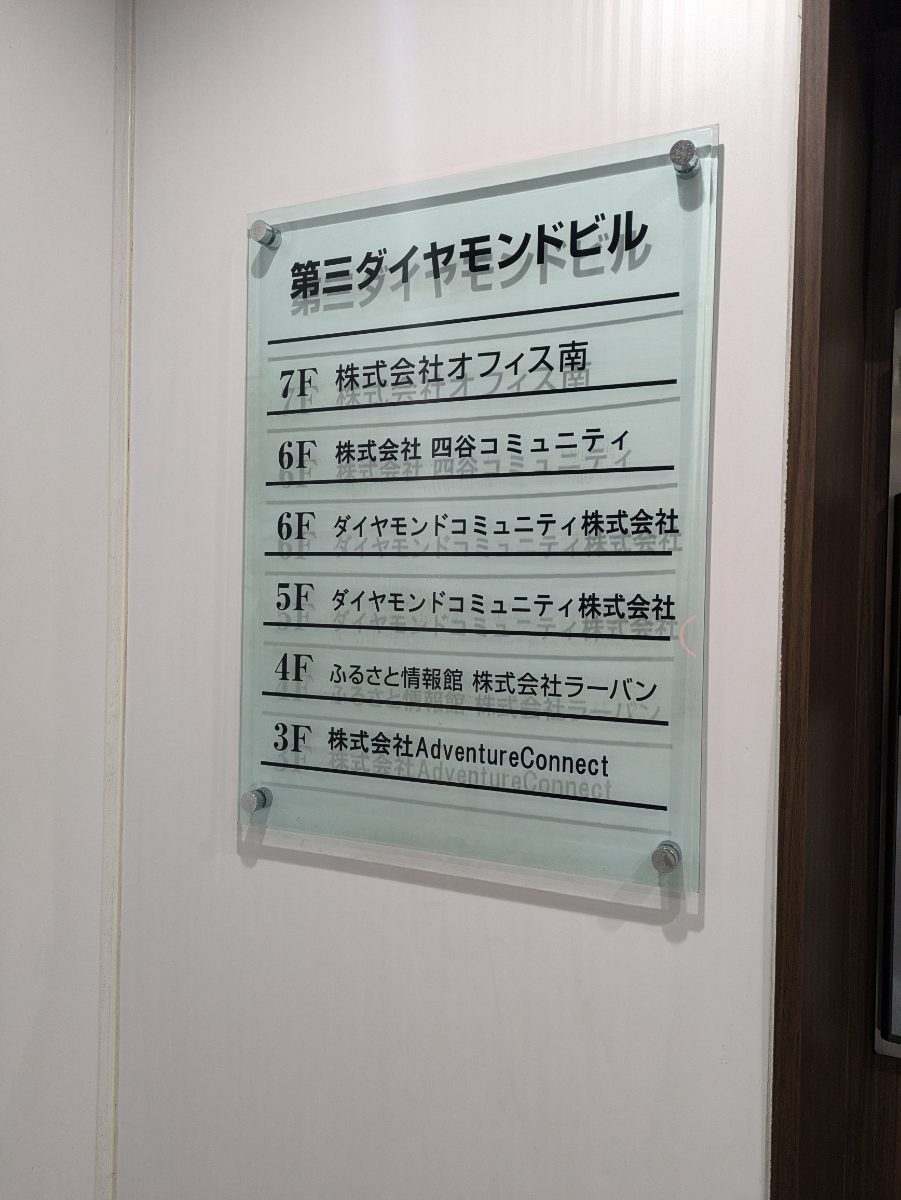 第三ダイヤモンドビル
7F 株式会社オフィス南
6F 株式会社 四谷コミュニティ
6F ダイヤモンドコミュニティ株式会社
5F ダイヤモンドコミュニティ株式会社
4F ふるさと情報館 株式会社ラーバン
3F 株式会社AdventureConnect